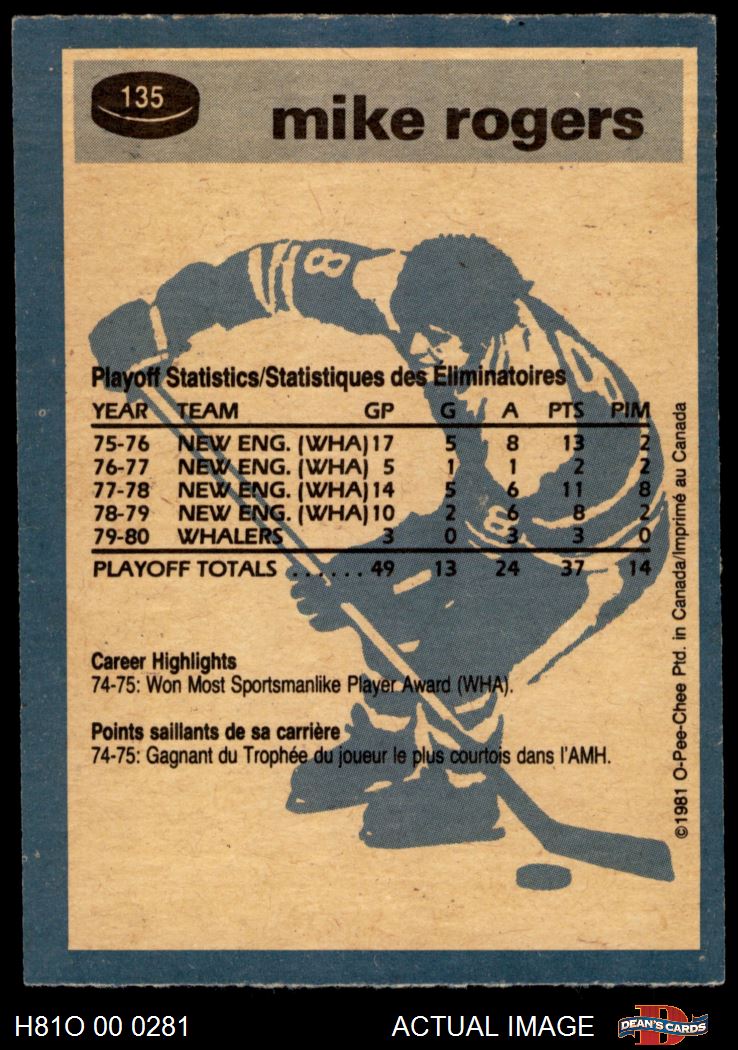 135
mike rogers
8
Playoff Statistics/Statistiques des Éliminatoires
YEAR TEAM GP G A PTS PIM
75-76 NEW ENG. (WHA) 17 5 8 13 2
76-77 NEW ENG. (WHA) 5 1 1 2 2
77-78 NEW ENG. (WHA) 14 5 6 11 8
78-79 NEW ENG. (WHA) 10 2 6 8 2
8
79-80 WHALERS 3 0 3 3 0
PLAYOFF TOTALS ...... 49 13 24 37 14
Career Highlights
74-75: Won Most Sportsmanlike Player Award (WHA).
Points saillants de sa carrière
74-75: Gagnant du Trophée du joueur le plus courtois dans l'AMH.
©1981 O-Pee-Chee Ptd. in Canada/Imprimé au Canada
H81O 00 0281 ACTUAL IMAGE
D
DEAN'S CARDS